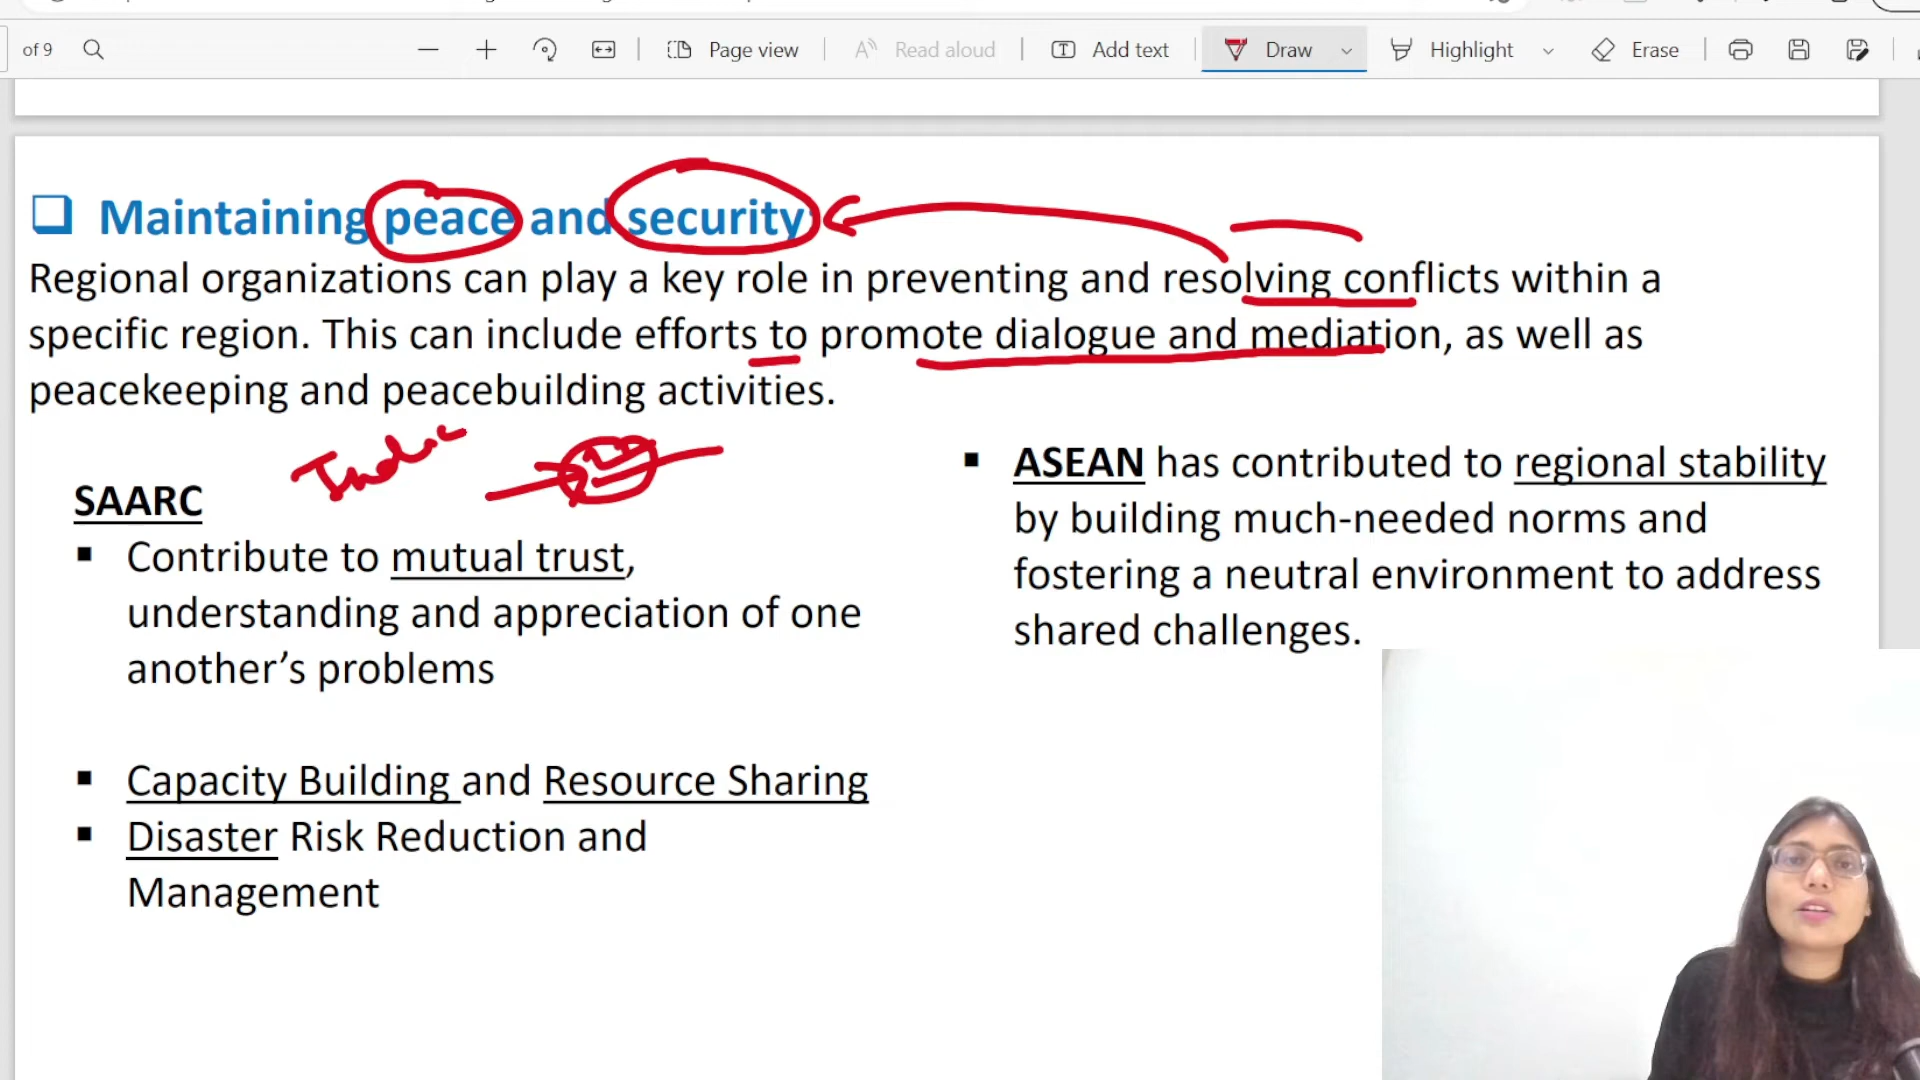 of 9
Page view
Read aloud
Add text
Draw
Highlight
Erase
Maintaining peace and security
Regional organizations can play a key role in preventing and resolving conflicts within a
specific region. This can include efforts to promote dialogue and mediation, as well as
peacekeeping and peacebuilding activities.
India
SAARC
Contribute to mutual trust,
understanding and appreciation of one
another’s problems
Capacity Building and Resource Sharing
Disaster Risk Reduction and
Management
ASEAN has contributed to regional stability
by building much-needed norms and
fostering a neutral environment to address
shared challenges.